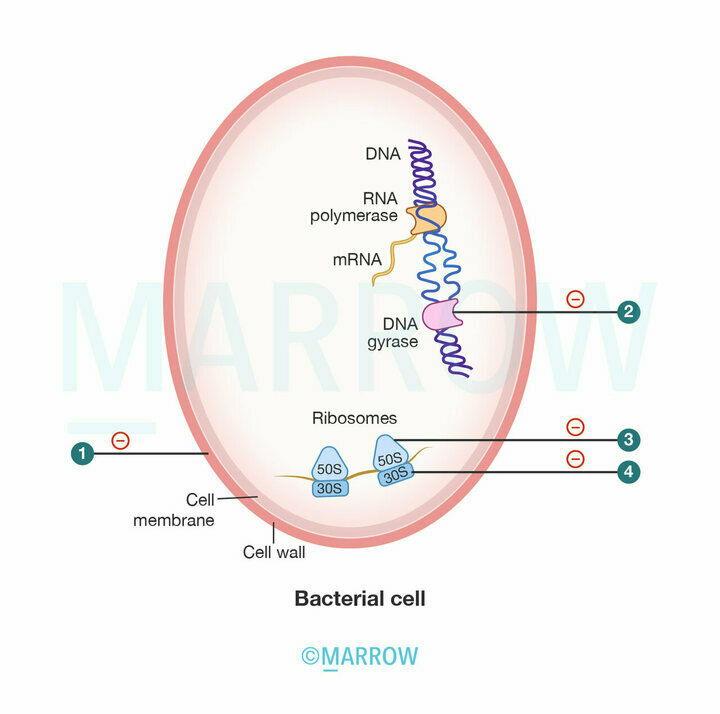 DNA
RNA
polymerase
mRNA
MARROW
2
DNA
gyrase
Ribosomes
3
1
50S
50S
4
30S
30S
Cell
membrane
Cell wall
Bacterial cell
©MARROW